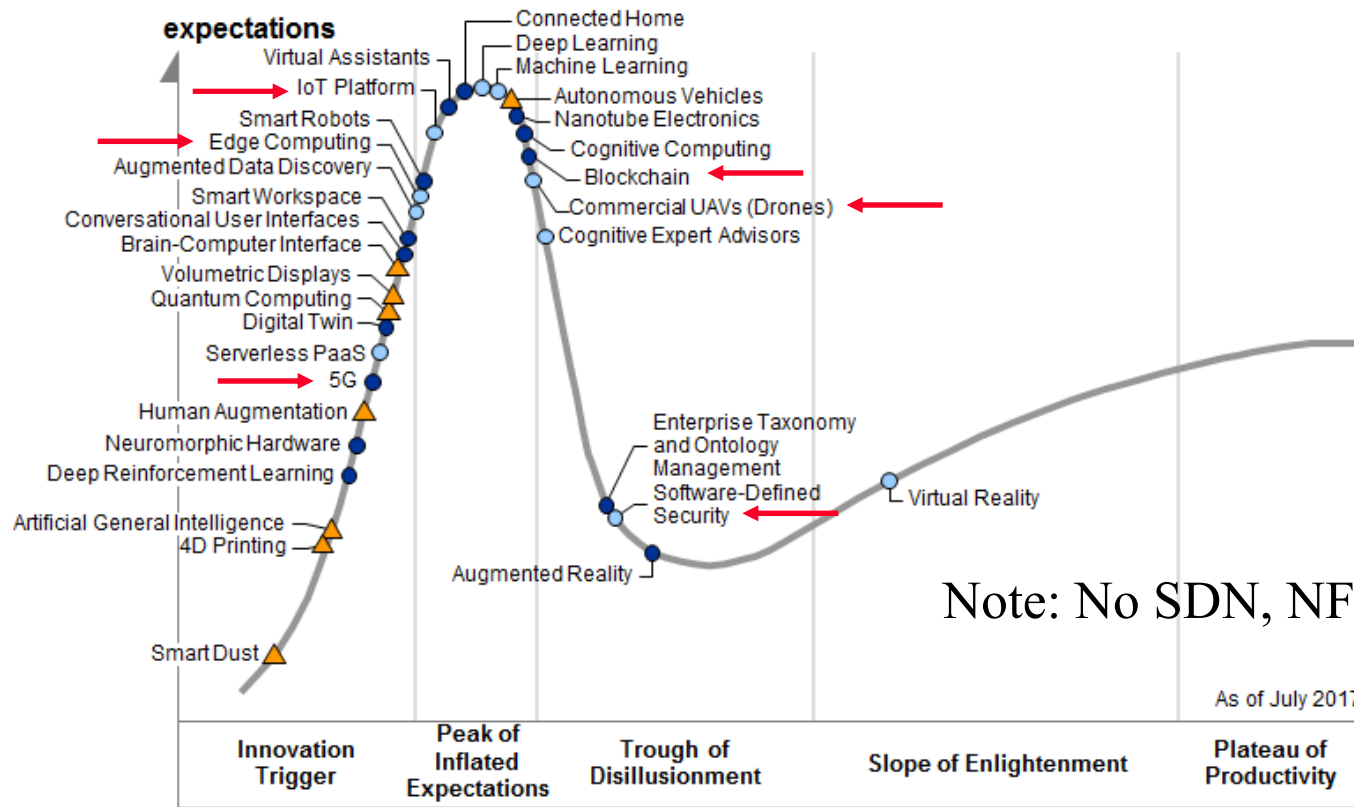 expectations
Connected Home
Deep Learning
Virtual Assistants
Machine Learning
IoT Platform
Autonomous Vehicles
Smart Robots
Nanotube Electronics
Edge Computing
Cognitive Computing
Augmented Data Discovery
Blockchain
Smart Workspace
Commercial UAVs (Drones)
Conversational User Interfaces
Cognitive Expert Advisors
Brain-Computer Interface
Volumetric Displays
Quantum Computing
Digital Twin
Serverless PaaS
5G
Human Augmentation
Neuromorphic Hardware
Deep Reinforcement Learning
Enterprise Taxonomy
and Ontology
Management
Software-Defined
Security
Virtual Reality
Artificial General Intelligence
4D Printing
Augmented Reality
Note: No SDN, NF
Smart Dust
As of July 2017
Innovation
Trigger
Peak of
Inflated
Expectations
Trough of
Disillusionment
Slope of Enlightenment
Plateau of
Productivity